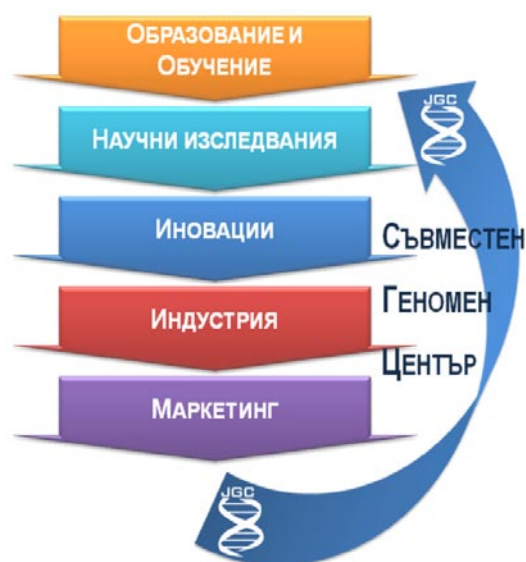 ОБРАЗОВАНИЕ И
ОБУЧЕНИЕ
JGC
НАУЧНИ ИЗСЛЕДВАНИЯ
ИНОВАЦИИ
СЪВМЕСТЕН
ГЕНОМЕН
ИНДУСТРИЯ
ЦЕНТЪР
МАРКЕТИНГ
JGC